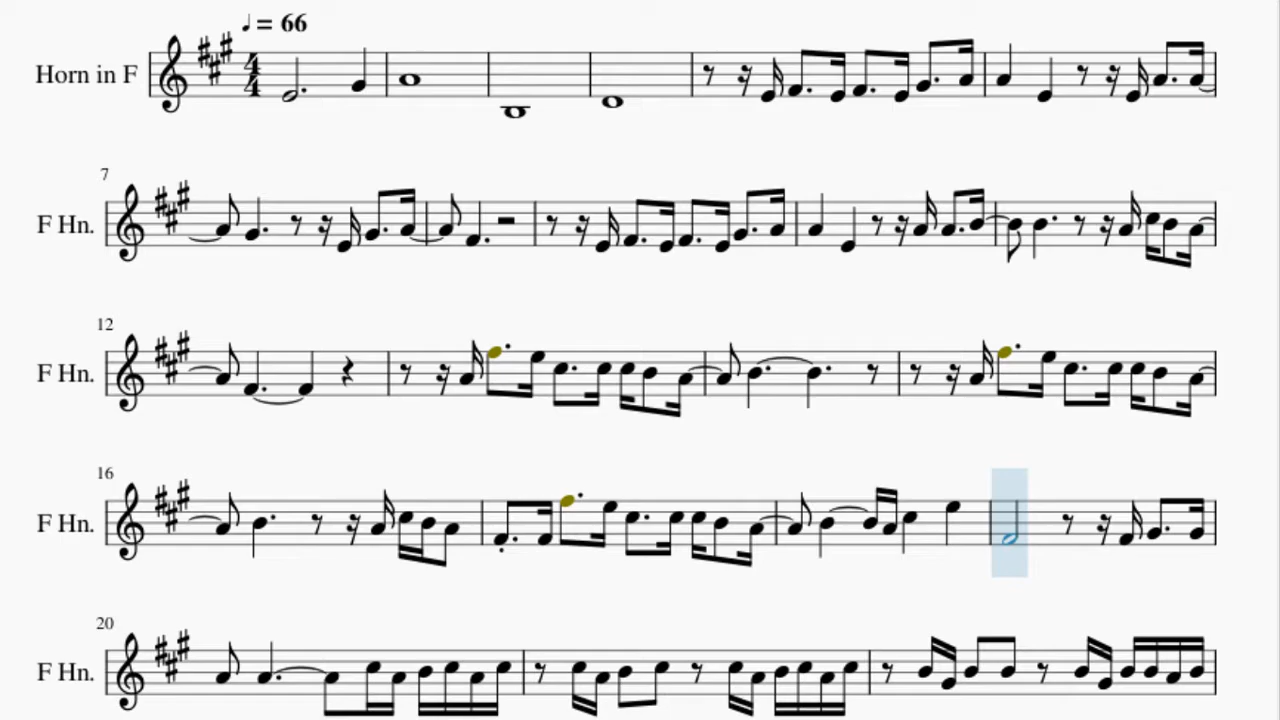 ♩ = 66
Horn in F 4/4
7
F Hn.
12
F Hn.
16
F Hn.
20
F Hn.